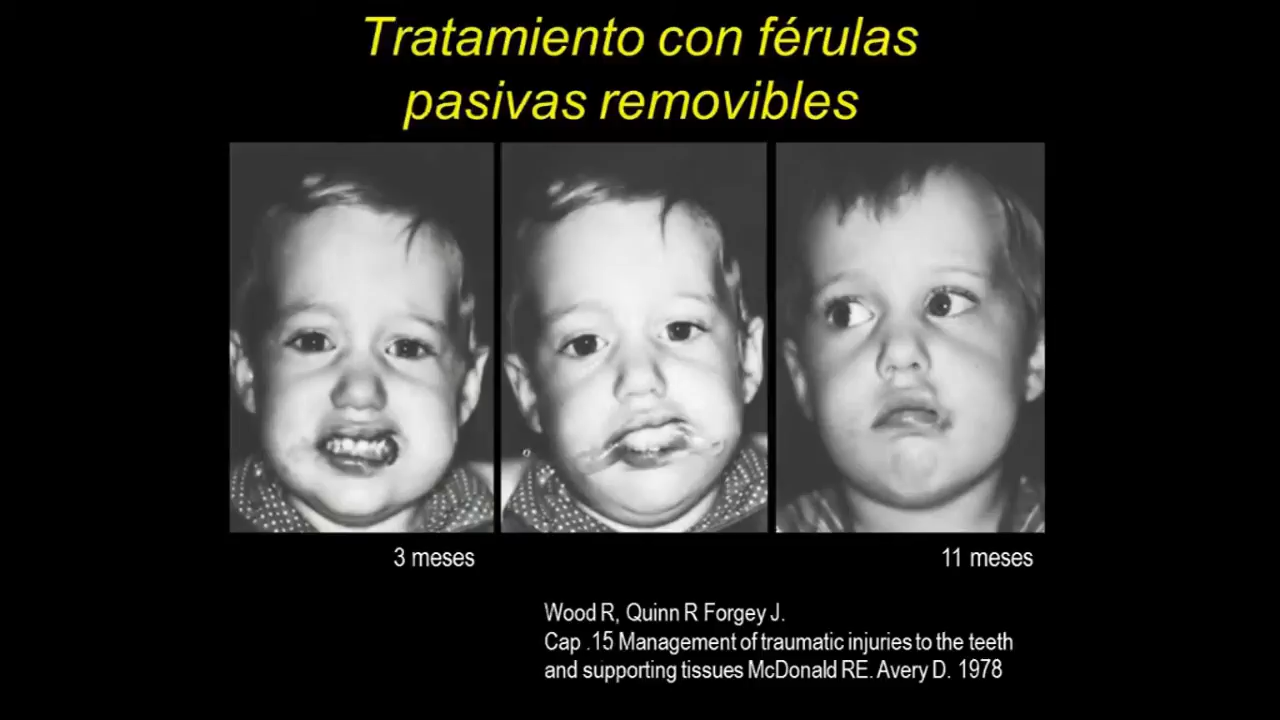 Tratamiento con férulas
pasivas removibles
3 meses
11 meses
Wood R, Quinn R Forgey J.
Cap .15 Management of traumatic injuries to the teeth
and supporting tissues McDonald RE. Avery D. 1978